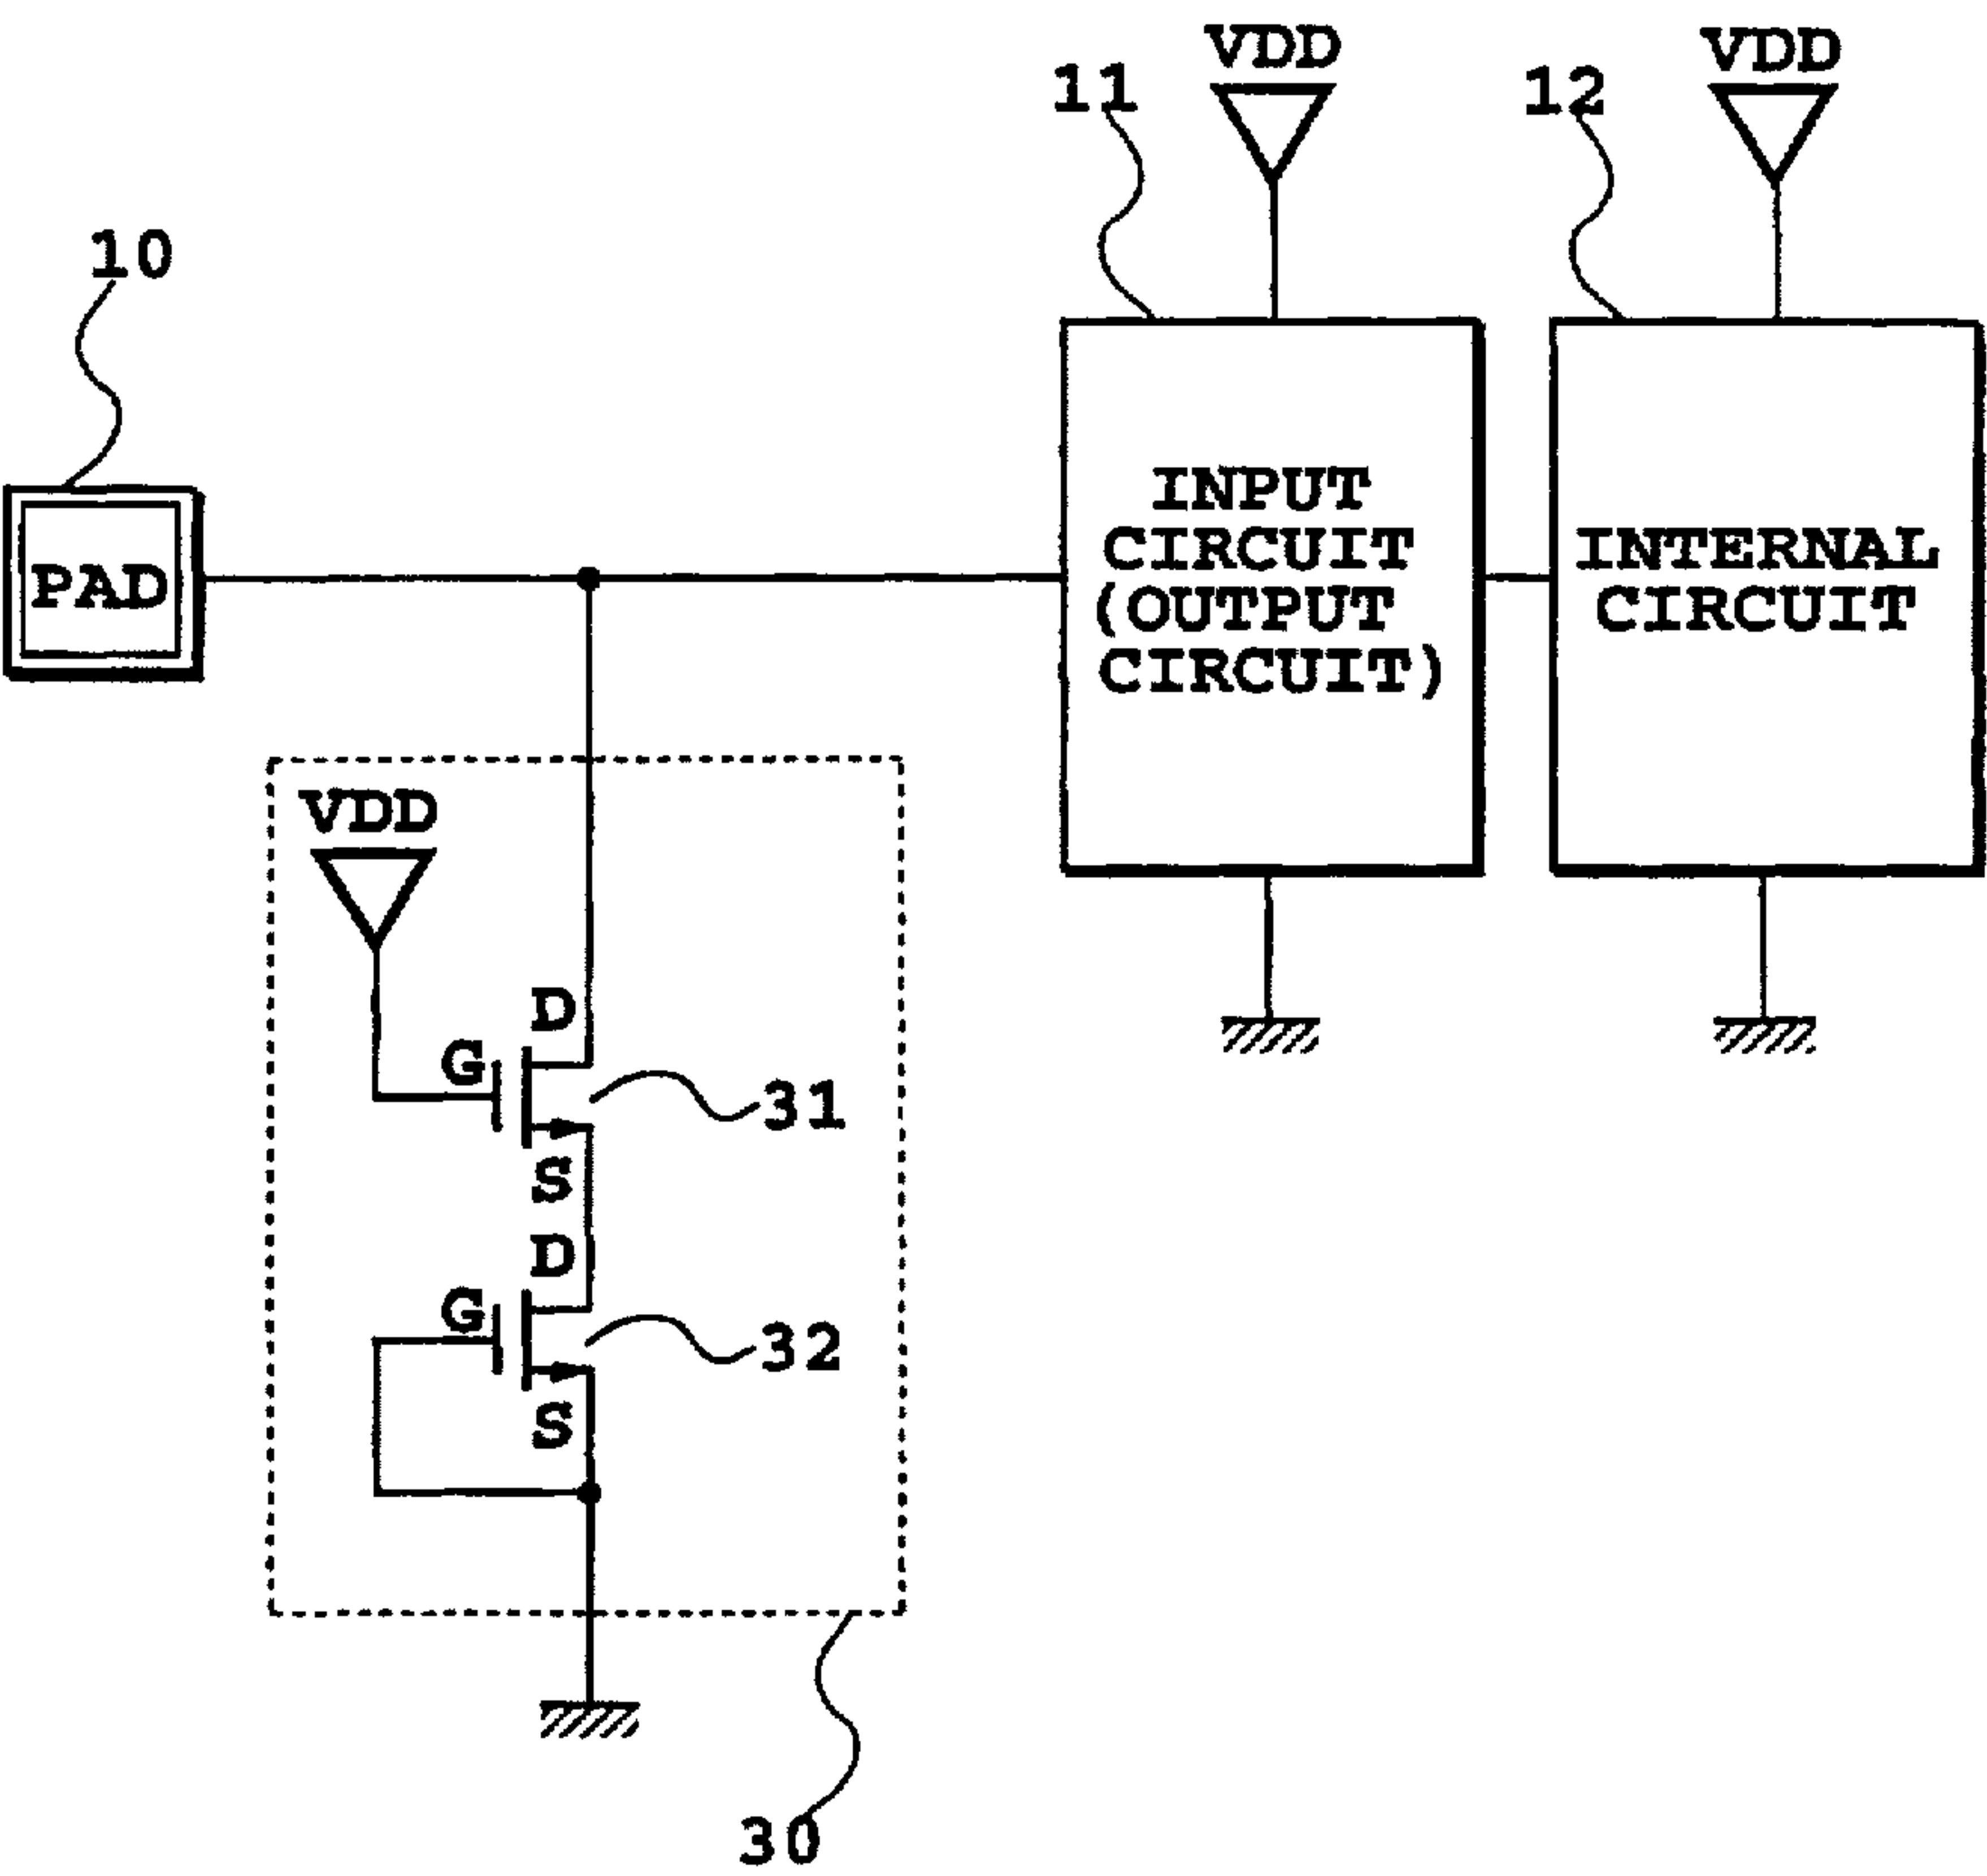 VDD
VDD
11
12
10
PAD
INPUT
CIRCUIT
(OUTPUT
CIRCUIT)
INTERNAL
CIRCUIT
VDD
D
G
31
S
D
G
32
S
30